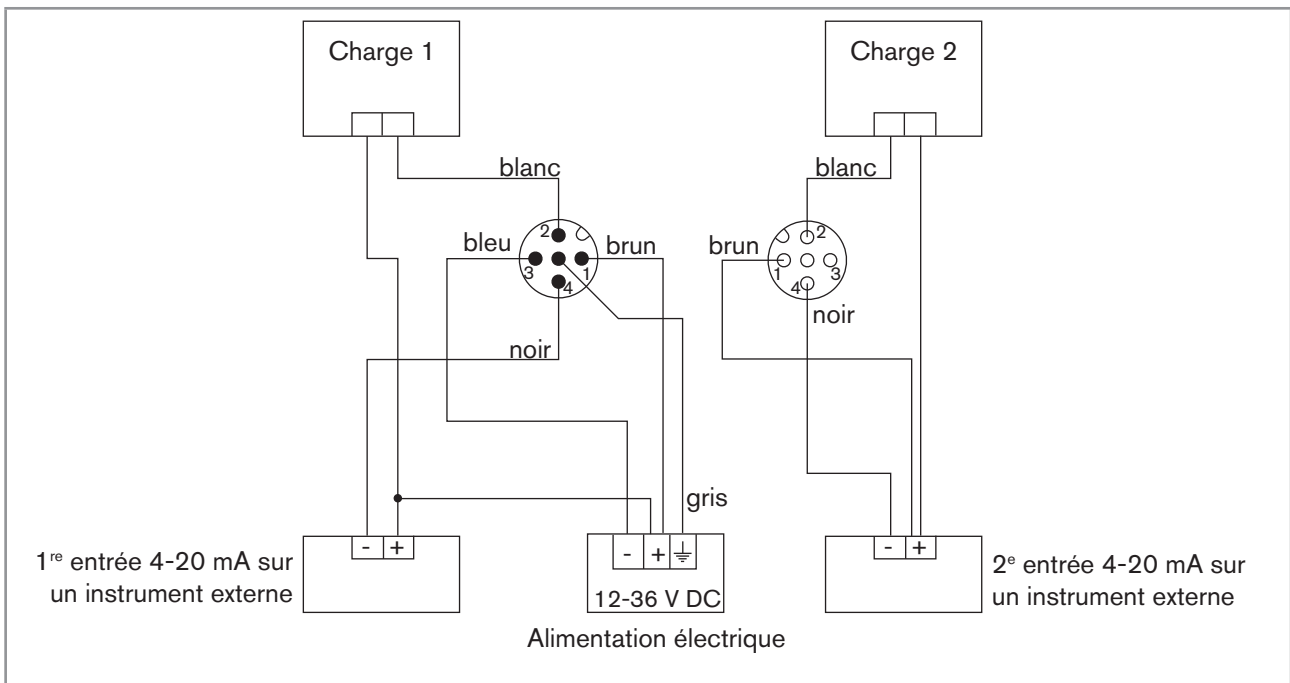 Charge 1
Charge 2
blanc
blanc
2
bleu
brun
3
1
4
brun
2
1
3
4
noir
noir
gris
- +
- +
- +
1re entrée 4-20 mA sur
un instrument externe
12-36 V DC
2e entrée 4-20 mA sur
un instrument externe
Alimentation électrique